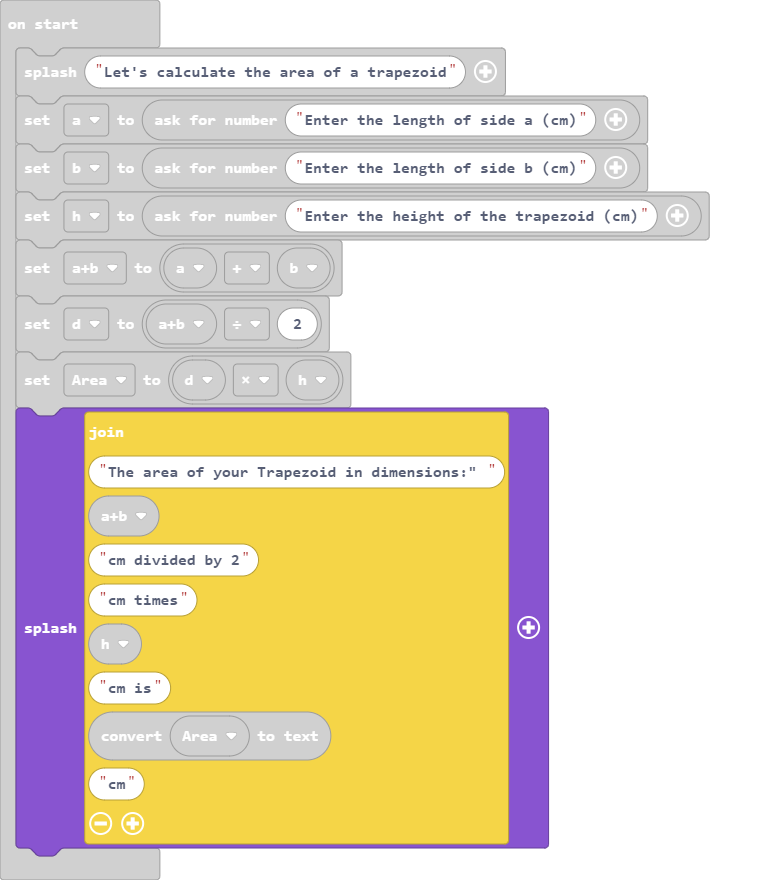 on start
splash "Let's calculate the area of a trapezoid"
set a to ask for number "Enter the length of side a (cm)"
set b to ask for number "Enter the length of side b (cm)"
set h to ask for number "Enter the height of the trapezoid (cm)"
set a+b to a + b
set d to a+b ÷ 2
set Area to d × h
join
"The area of your Trapezoid in dimensions:" "
a+b
"cm divided by 2"
"cm times"
splash
h
"cm is"
convert Area to text
"cm"